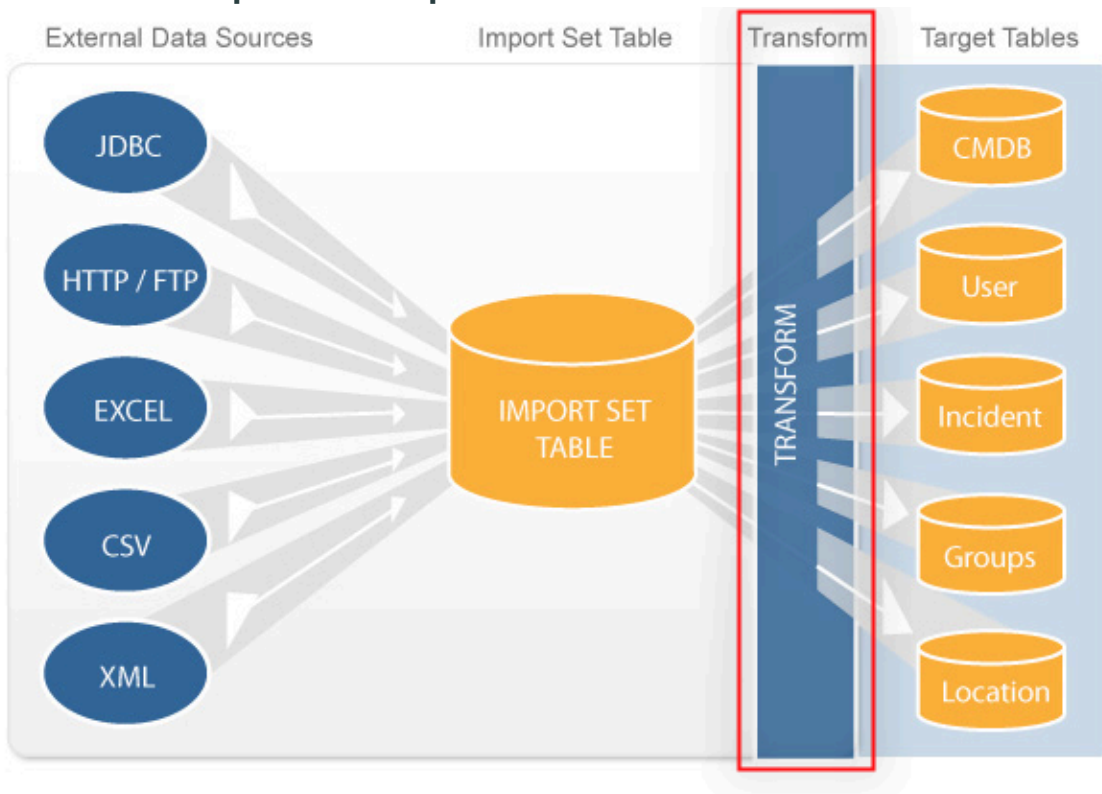 External Data Sources
Import Set Table
Transform
Target Tables
JDBC
HTTP / FTP
EXCEL
CSV
XML
IMPORT SET
TABLE
TRANSFORM
CMDB
User
Incident
Groups
Location